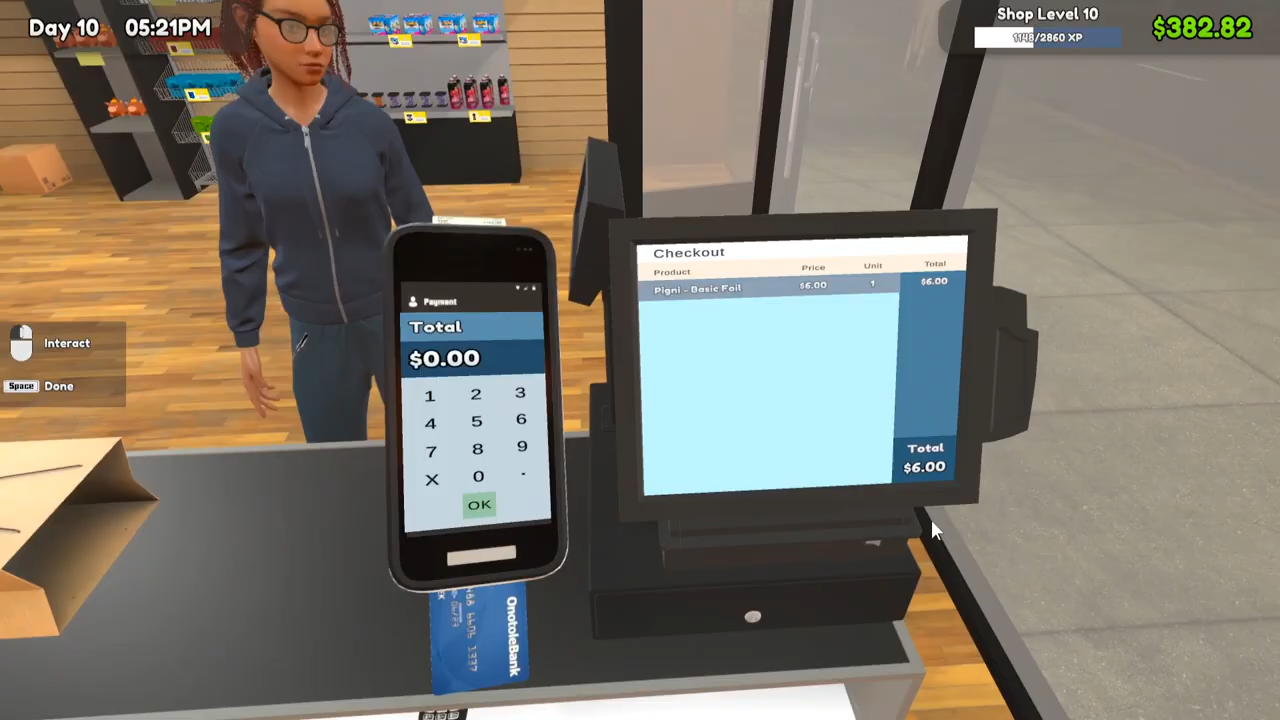 Day 10 05:21PM
Shop Level 10
1148/2860 XP
$382.82
Interact
Space Done
Payment
Total
$0.00
1 2 3
4 5 6
7 8 9
X 0 .
OK
OnotoleBank
Checkout
Product Price Unit Total
Pigni - Basic Foil $6.00 1 $6.00
Total
$6.00